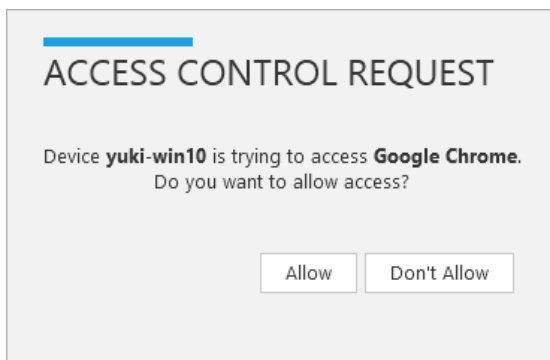 ACCESS CONTROL REQUEST
Device yuki-win10 is trying to access Google Chrome.
Do you want to allow access?
Allow
Don't Allow